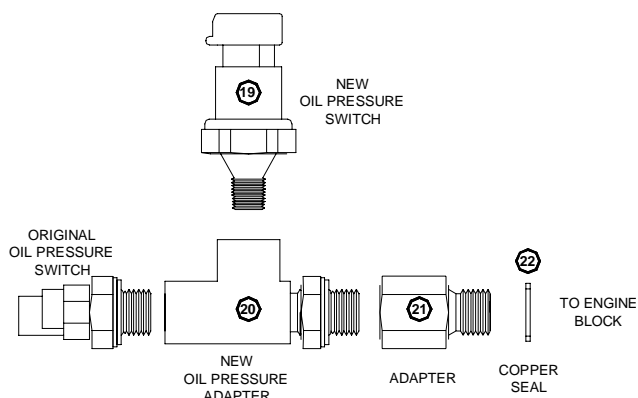 19
NEW
OIL PRESSURE
SWITCH
ORIGINAL
OIL PRESSURE
SWITCH
20
NEW
OIL PRESSURE
ADAPTER
21
ADAPTER
22
COPPER
SEAL
TO ENGINE
BLOCK